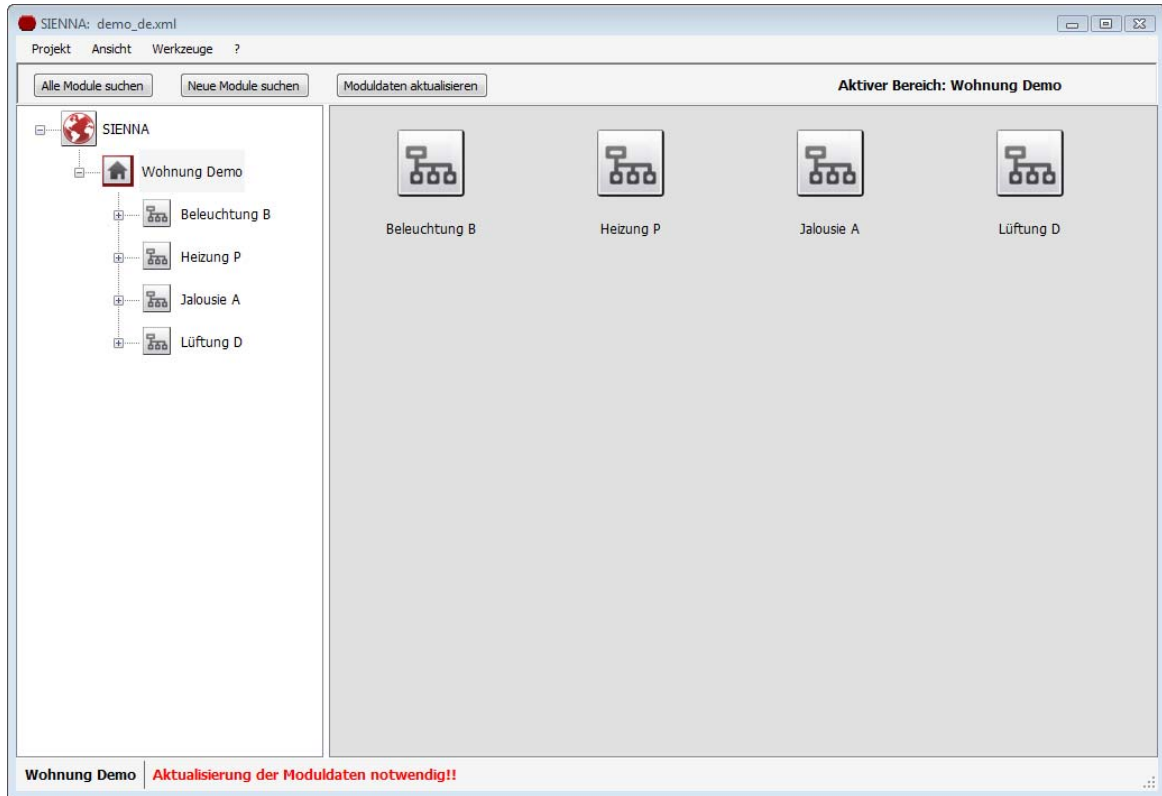 SIENNA: demo_de.xml
Projekt Ansicht Werkzeuge ?
Alle Module suchen Neue Module suchen Moduldaten aktualisieren Aktiver Bereich: Wohnung Demo
SIENNA
Wohnung Demo
Beleuchtung B
Heizung P
Jalousie A
Lüftung D
Beleuchtung B Heizung P Jalousie A Lüftung D
Wohnung Demo Aktualisierung der Moduldaten notwendig!!